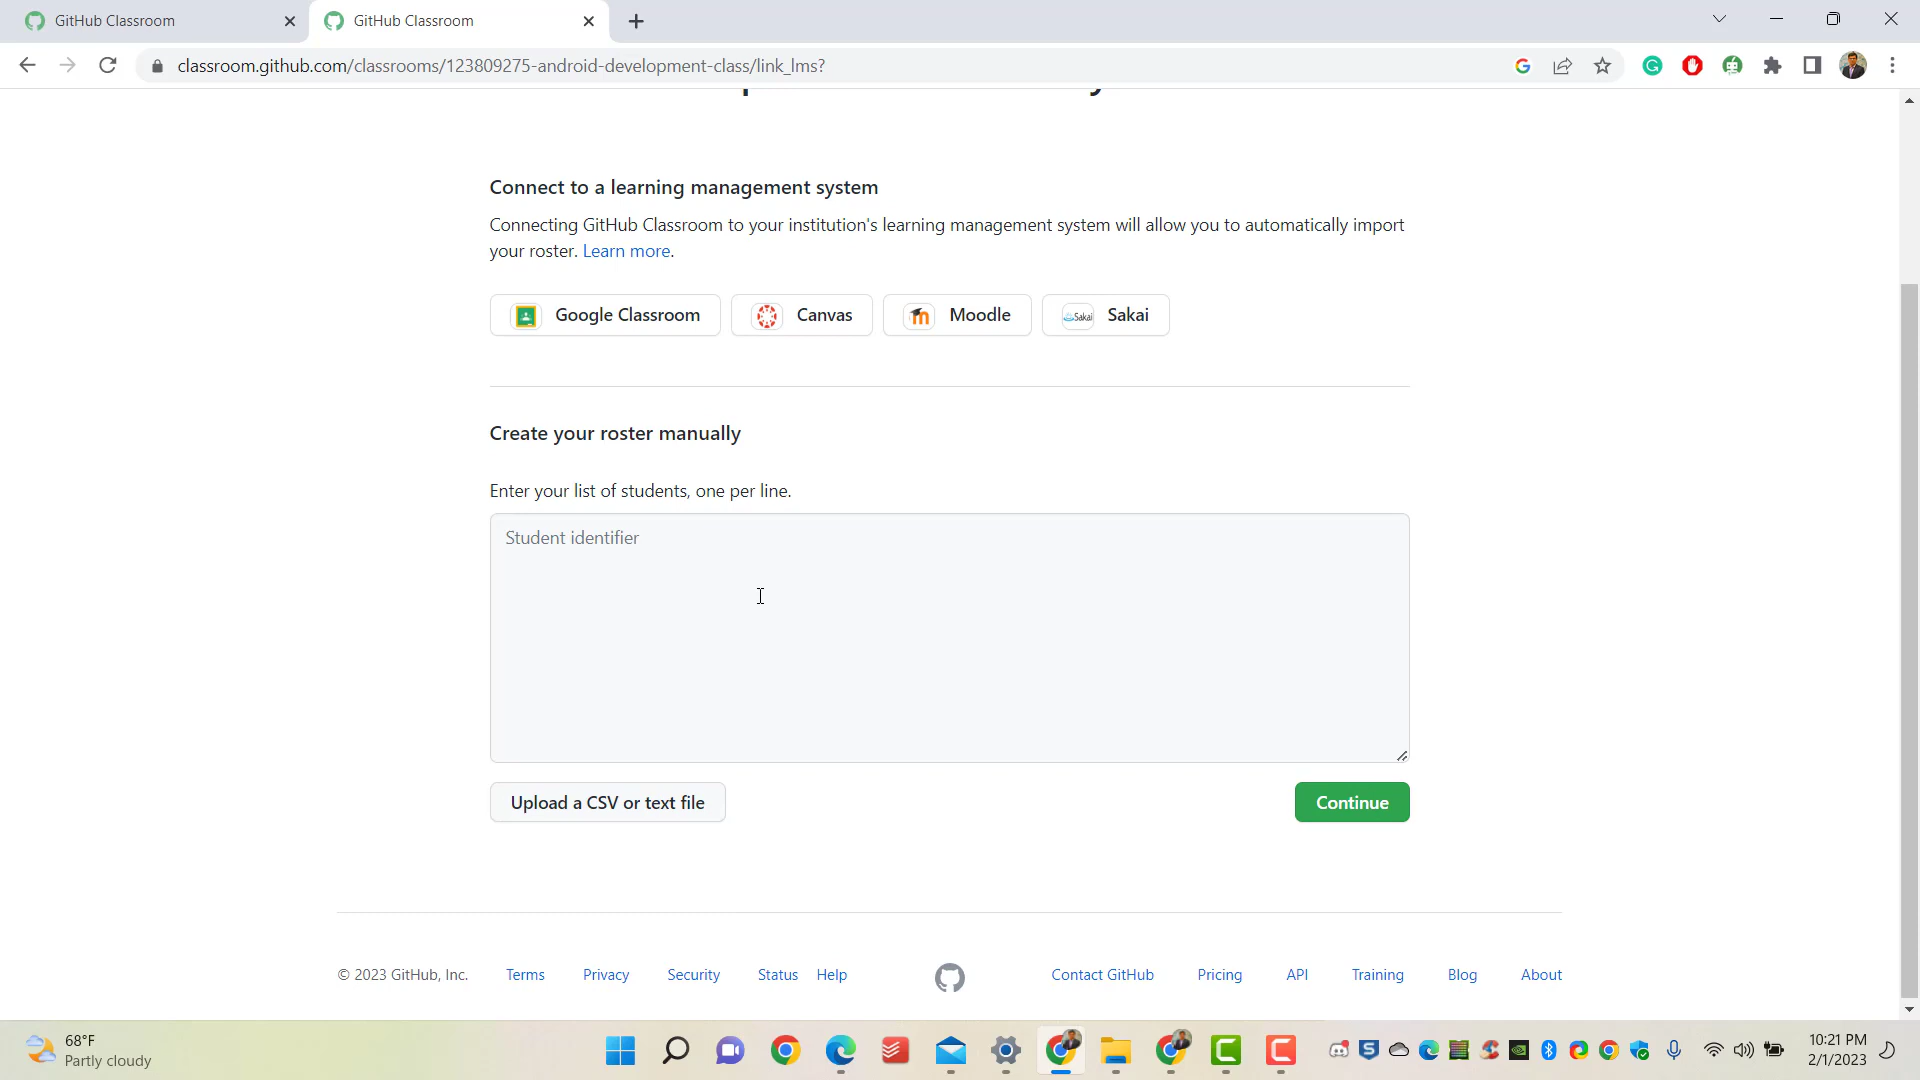 GitHub Classroom
GitHub Classroom
classroom.github.com/classrooms/123809275-android-development-class/link_lms?
Connect to a learning management system
Connecting GitHub Classroom to your institution's learning management system will allow you to automatically import
your roster. Learn more.
Google Classroom
Canvas
Moodle
Sakai
Sakai
Create your roster manually
Enter your list of students, one per line.
Student identifier
Upload a CSV or text file
Continue
© 2023 GitHub, Inc. Terms Privacy Security Status Help Contact GitHub Pricing API Training Blog About
68°F
Partly cloudy
10:21 PM
2/1/2023